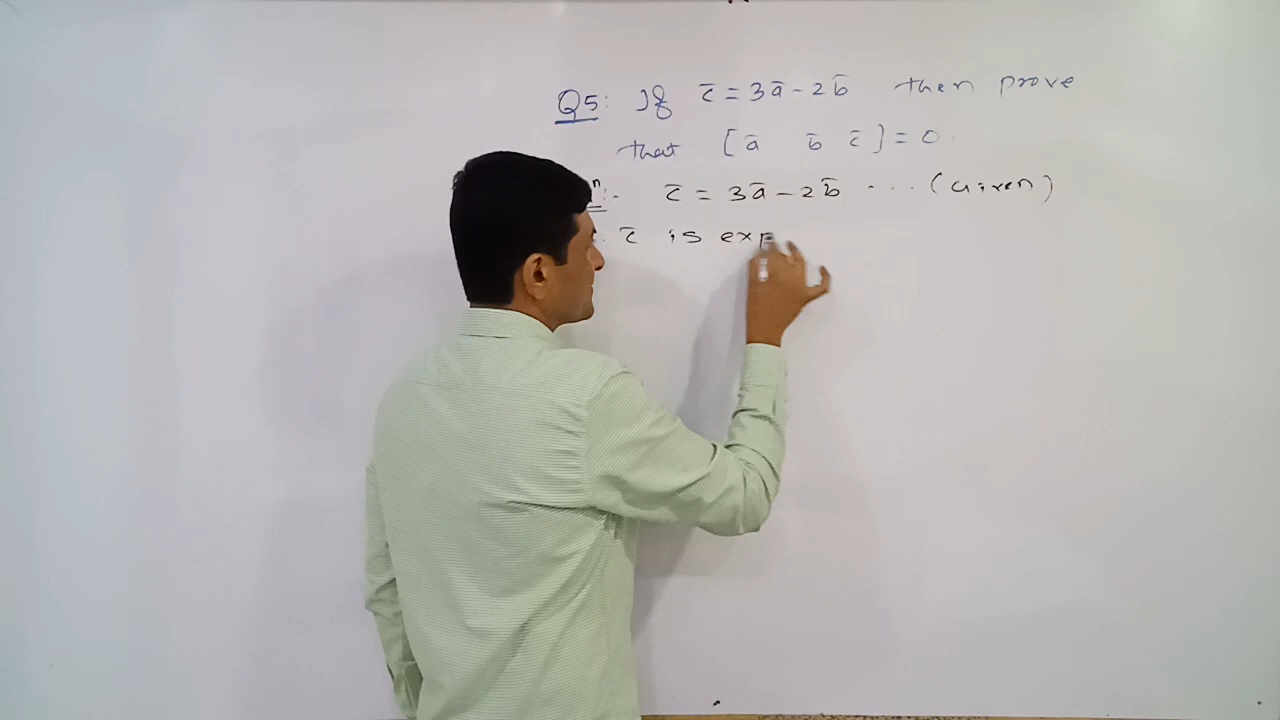 Q5: If c̄ = 3ā - 2b̄ then prove
that [ā b̄ c̄] = 0.
c̄ = 3ā - 2b̄ ... (Given)
c̄ is exp